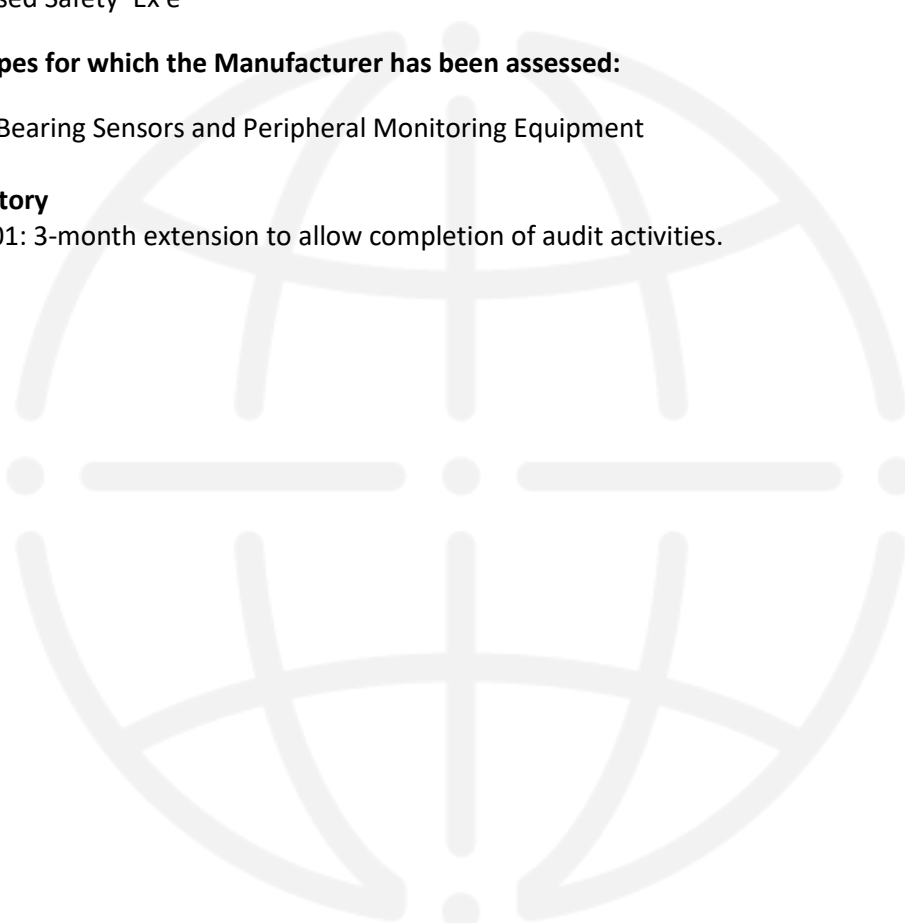 sed Safety "Ex e"
pes for which the Manufacturer has been assessed:
Bearing Sensors and Peripheral Monitoring Equipment
tory
01: 3-month extension to allow completion of audit activities.